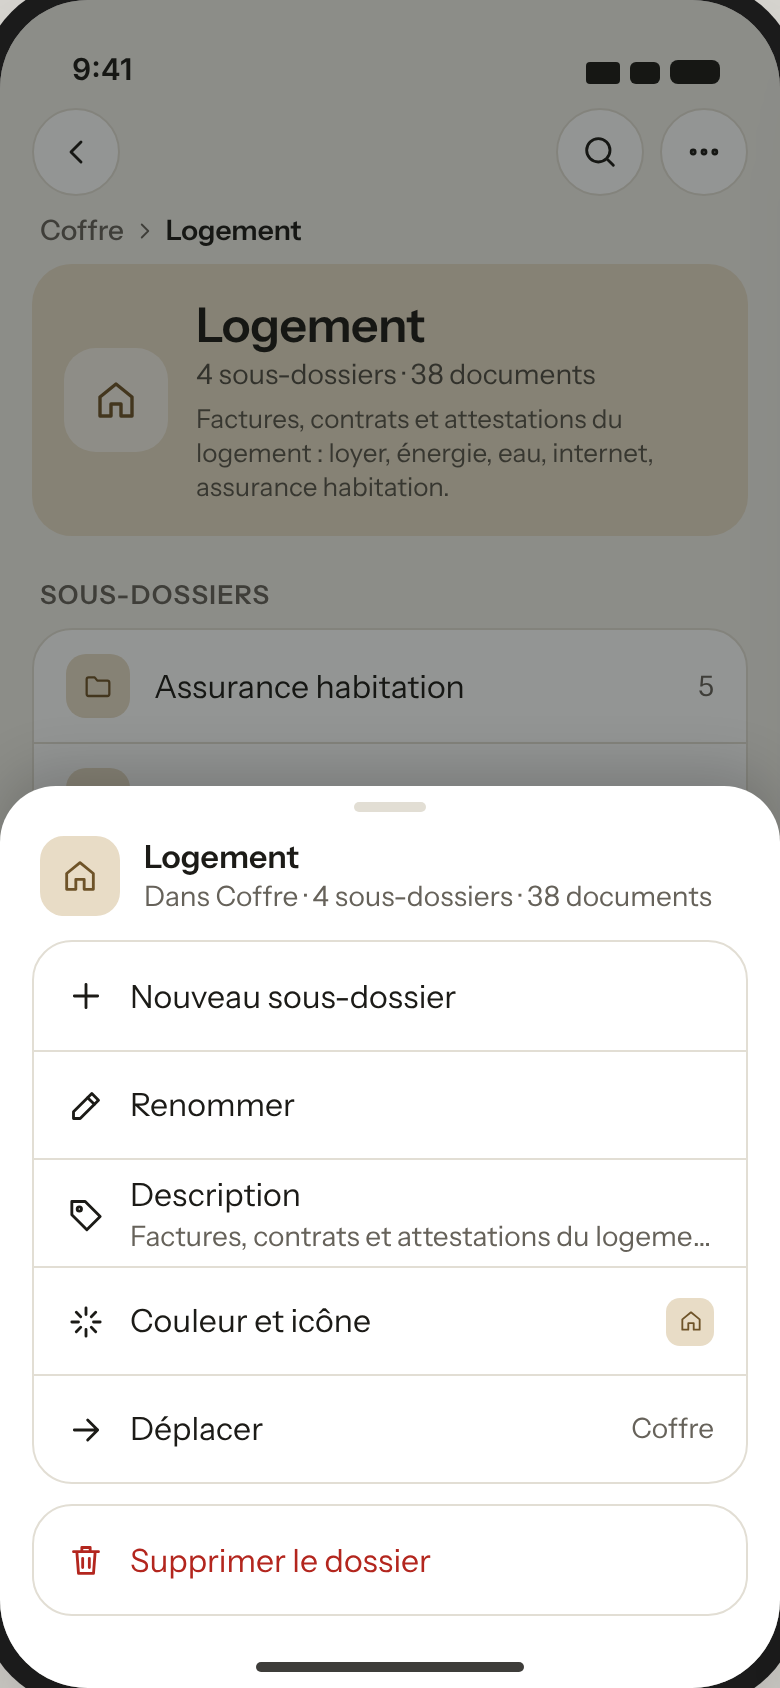 9:41
Coffre > Logement
Logement
4 sous-dossiers · 38 documents
Factures, contrats et attestations du
logement : loyer, énergie, eau, internet,
assurance habitation.
SOUS-DOSSIERS
Assurance habitation 5
Logement
Dans Coffre · 4 sous-dossiers · 38 documents
Nouveau sous-dossier
Renommer
Description
Factures, contrats et attestations du logeme...
Couleur et icône
Déplacer Coffre
Supprimer le dossier